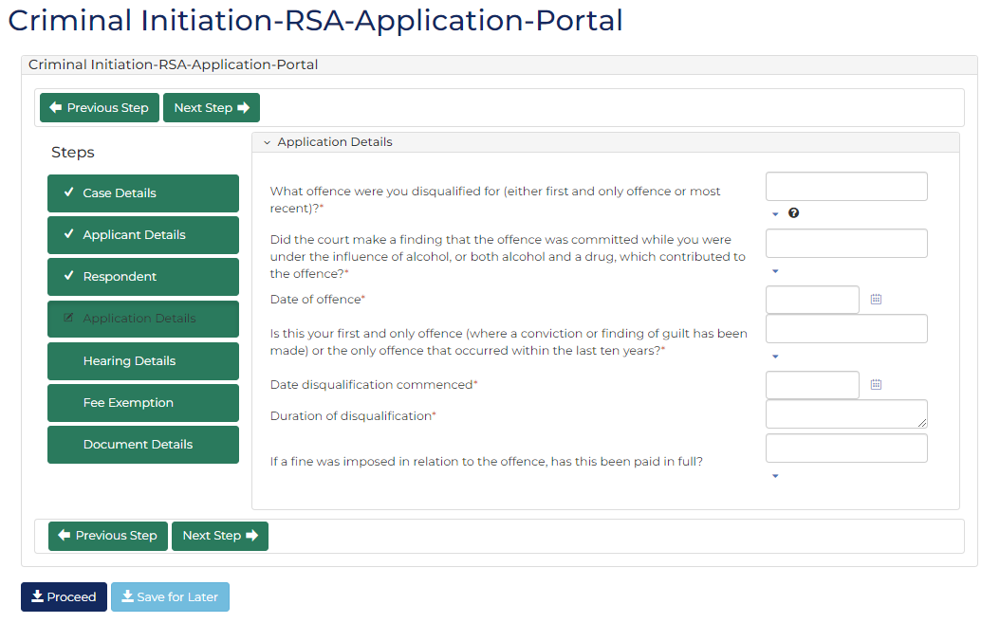 Criminal Initiation-RSA-Application-Portal
Criminal Initiation-RSA-Application-Portal
Previous Step
Next Step
Steps
Case Details
Applicant Details
Respondent
Application Details
Hearing Details
Fee Exemption
Document Details
Application Details
What offence were you disqualified for (either first and only offence or most
recent)?*
Did the court make a finding that the offence was committed while you were
under the influence of alcohol, or both alcohol and a drug, which contributed to
the offence?*
Date of offence*
Is this your first and only offence (where a conviction or finding of guilt has been
made) or the only offence that occurred within the last ten years?*
Date disqualification commenced*
Duration of disqualification*
If a fine was imposed in relation to the offence, has this been paid in full?
Previous Step
Next Step
Proceed
Save for Later